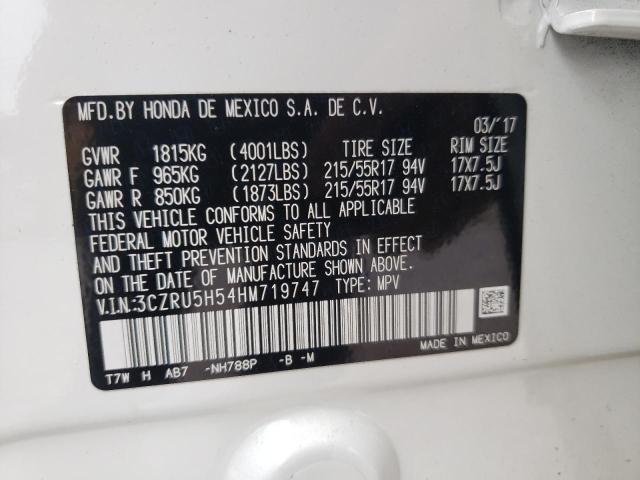 MFD.BY HONDA DE MEXICO S.A. DE C.V.
03/'17
GVWR 1815KG (4001LBS) TIRE SIZE RIM SIZE
GAWR F 965KG (2127LBS) 215/55R17 94V 17X7.5J
GAWR R 850KG (1873LBS) 215/55R17 94V 17X7.5J
THIS VEHICLE CONFORMS TO ALL APPLICABLE
FEDERAL MOTOR VEHICLE SAFETY
AND THEFT PREVENTION STANDARDS IN EFFECT
ON THE DATE OF MANUFACTURE SHOWN ABOVE.
V.I.N:3CZRU5H54HM719747 TYPE: MPV
T7W H AB7 -NH788P -B -M
MADE IN MEXICO